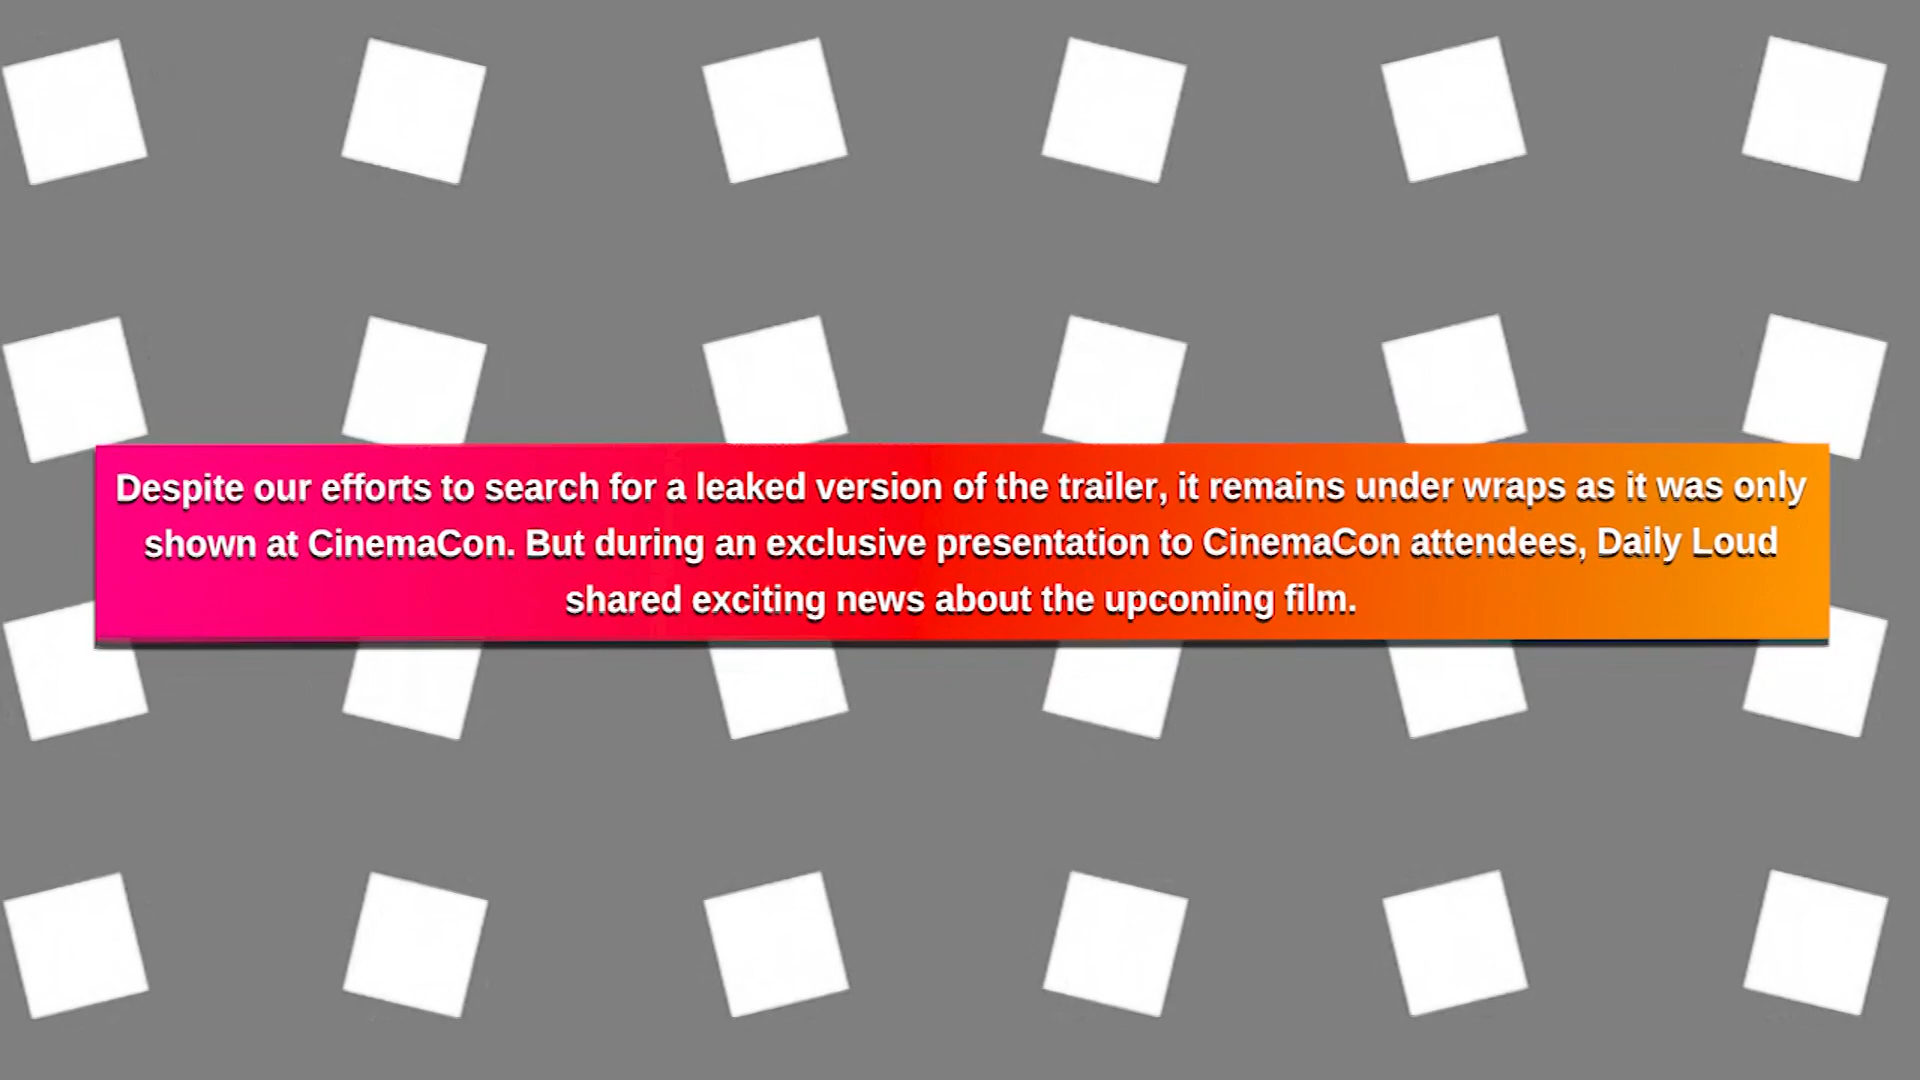 Despite our efforts to search for a leaked version of the trailer, it remains under wraps as it was only
shown at CinemaCon. But during an exclusive presentation to CinemaCon attendees, Daily Loud
shared exciting news about the upcoming film.